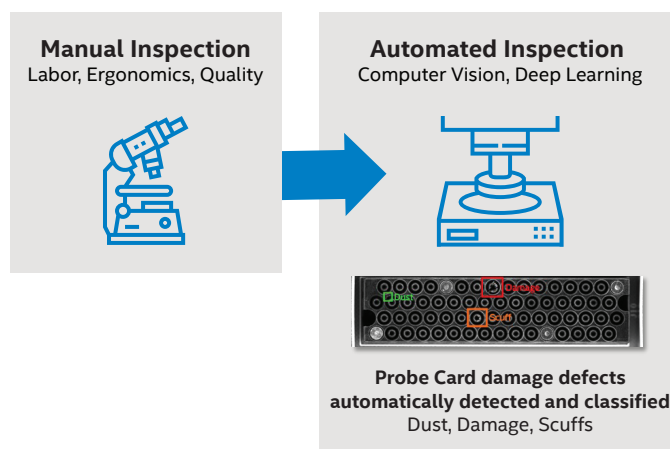 Manual Inspection
Labor, Ergonomics, Quality
Automated Inspection
Computer Vision, Deep Learning
Damage
Dust
Scuff
Probe Card damage defects
automatically detected and classified
Dust, Damage, Scuffs